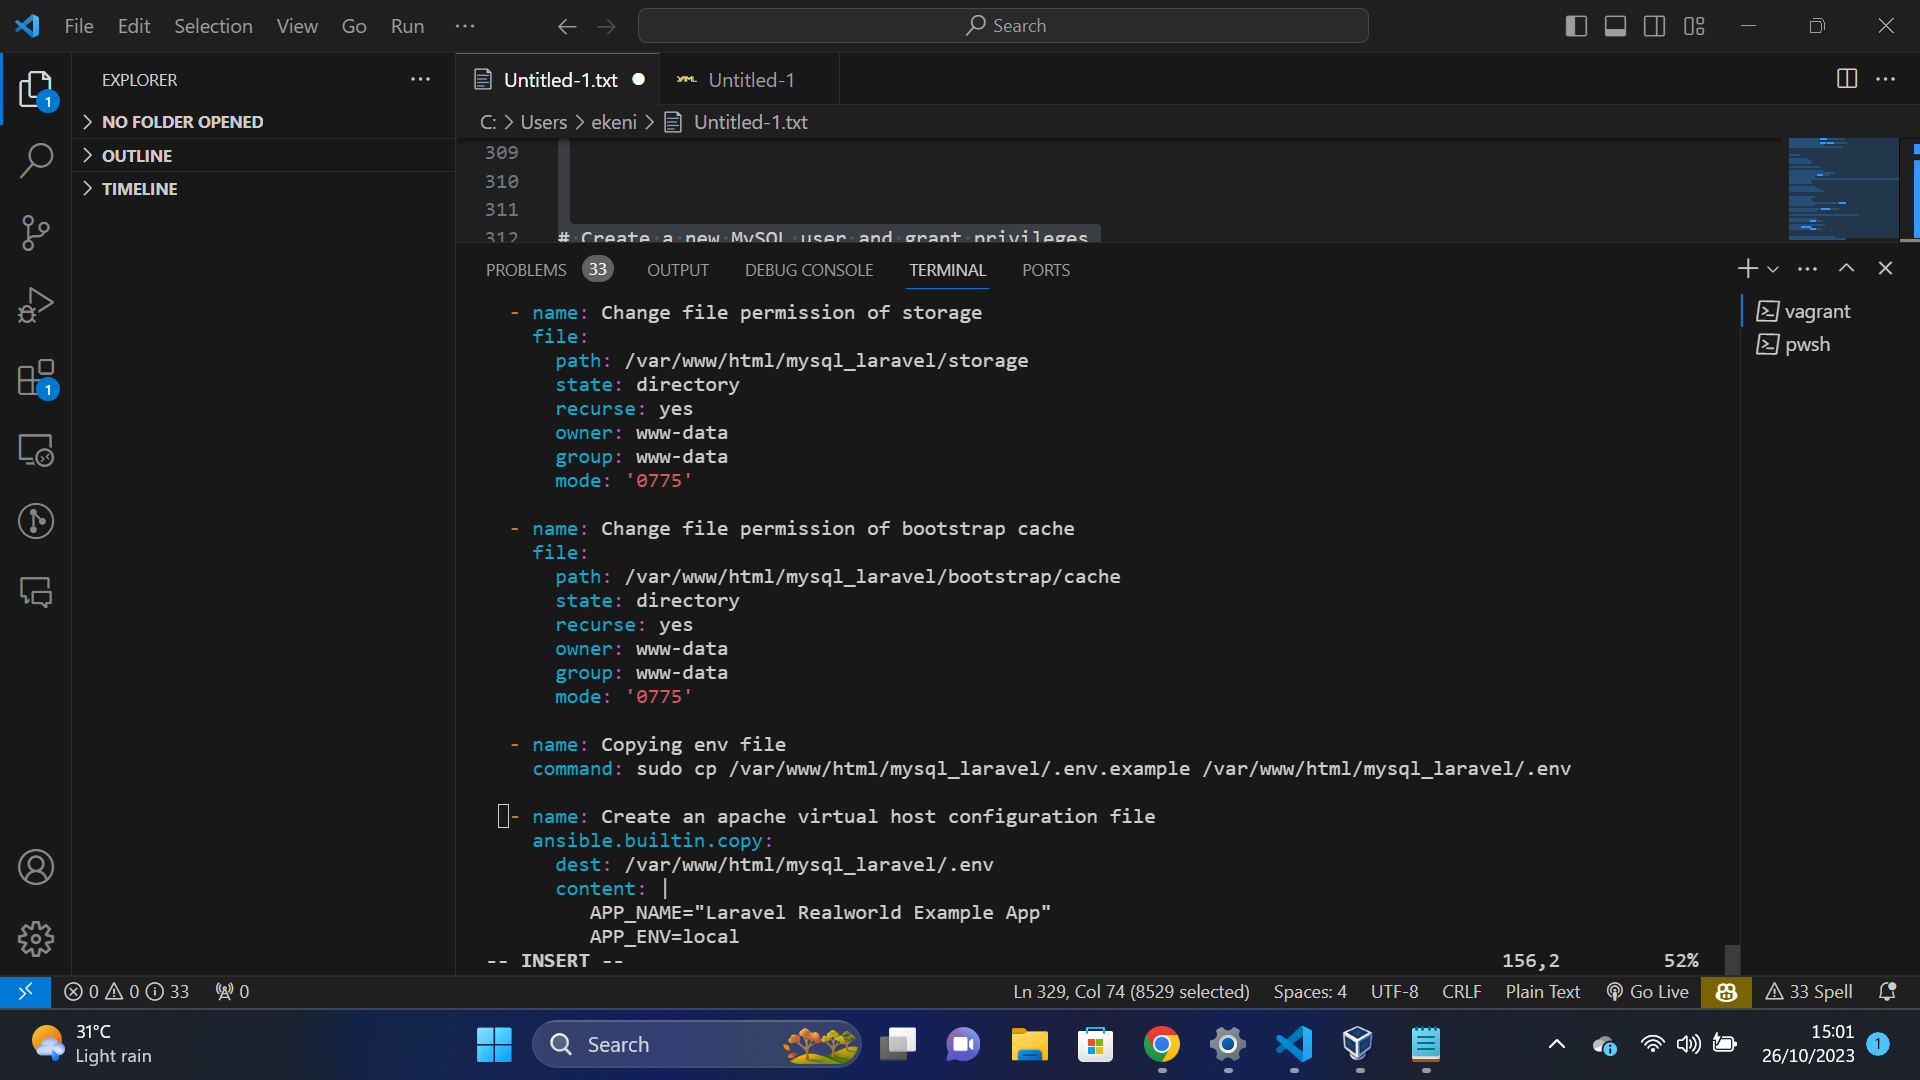 File Edit Selection View Go Run ··· Search
EXPLORER ···
1
NO FOLDER OPENED
OUTLINE
TIMELINE
1
Untitled-1.txt
YAML Untitled-1
C: > Users > ekeni > Untitled-1.txt
309
310
311
312 # Create a new MySQL user and grant privileges
PROBLEMS 33 OUTPUT DEBUG CONSOLE TERMINAL PORTS
- name: Change file permission of storage
file:
path: /var/www/html/mysql_laravel/storage
state: directory
recurse: yes
owner: www-data
group: www-data
mode: '0775'
- name: Change file permission of bootstrap cache
file:
path: /var/www/html/mysql_laravel/bootstrap/cache
state: directory
recurse: yes
owner: www-data
group: www-data
mode: '0775'
- name: Copying env file
command: sudo cp /var/www/html/mysql_laravel/.env.example /var/www/html/mysql_laravel/.env
- name: Create an apache virtual host configuration file
ansible.builtin.copy:
dest: /var/www/html/mysql_laravel/.env
content: |
APP_NAME="Laravel Realworld Example App"
APP_ENV=local
-- INSERT -- 156,2 52%
vagrant
pwsh
0 0 33 0 Ln 329, Col 74 (8529 selected) Spaces: 4 UTF-8 CRLF Plain Text Go Live 33 Spell
31°C
Light rain
Search
15:01
26/10/2023
1